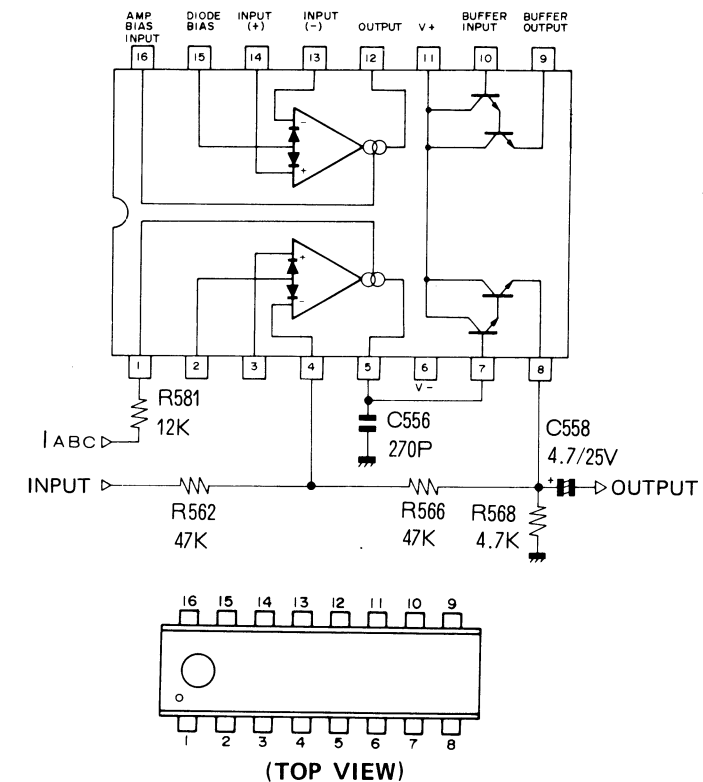 AMP BIAS INPUT
DIODE BIAS
INPUT (+)
INPUT (-)
OUTPUT
V+
BUFFER INPUT
BUFFER OUTPUT
16 15 14 13 12 11 10 9
-
+
+
-
1 2 3 4 5 6 7 8
V-
R581
12K
IABC
C556
270P
C558
4.7/25V
+
INPUT
OUTPUT
R562
47K
R566
47K
R568
4.7K
16 15 14 13 12 11 10 9
1 2 3 4 5 6 7 8
(TOP VIEW)